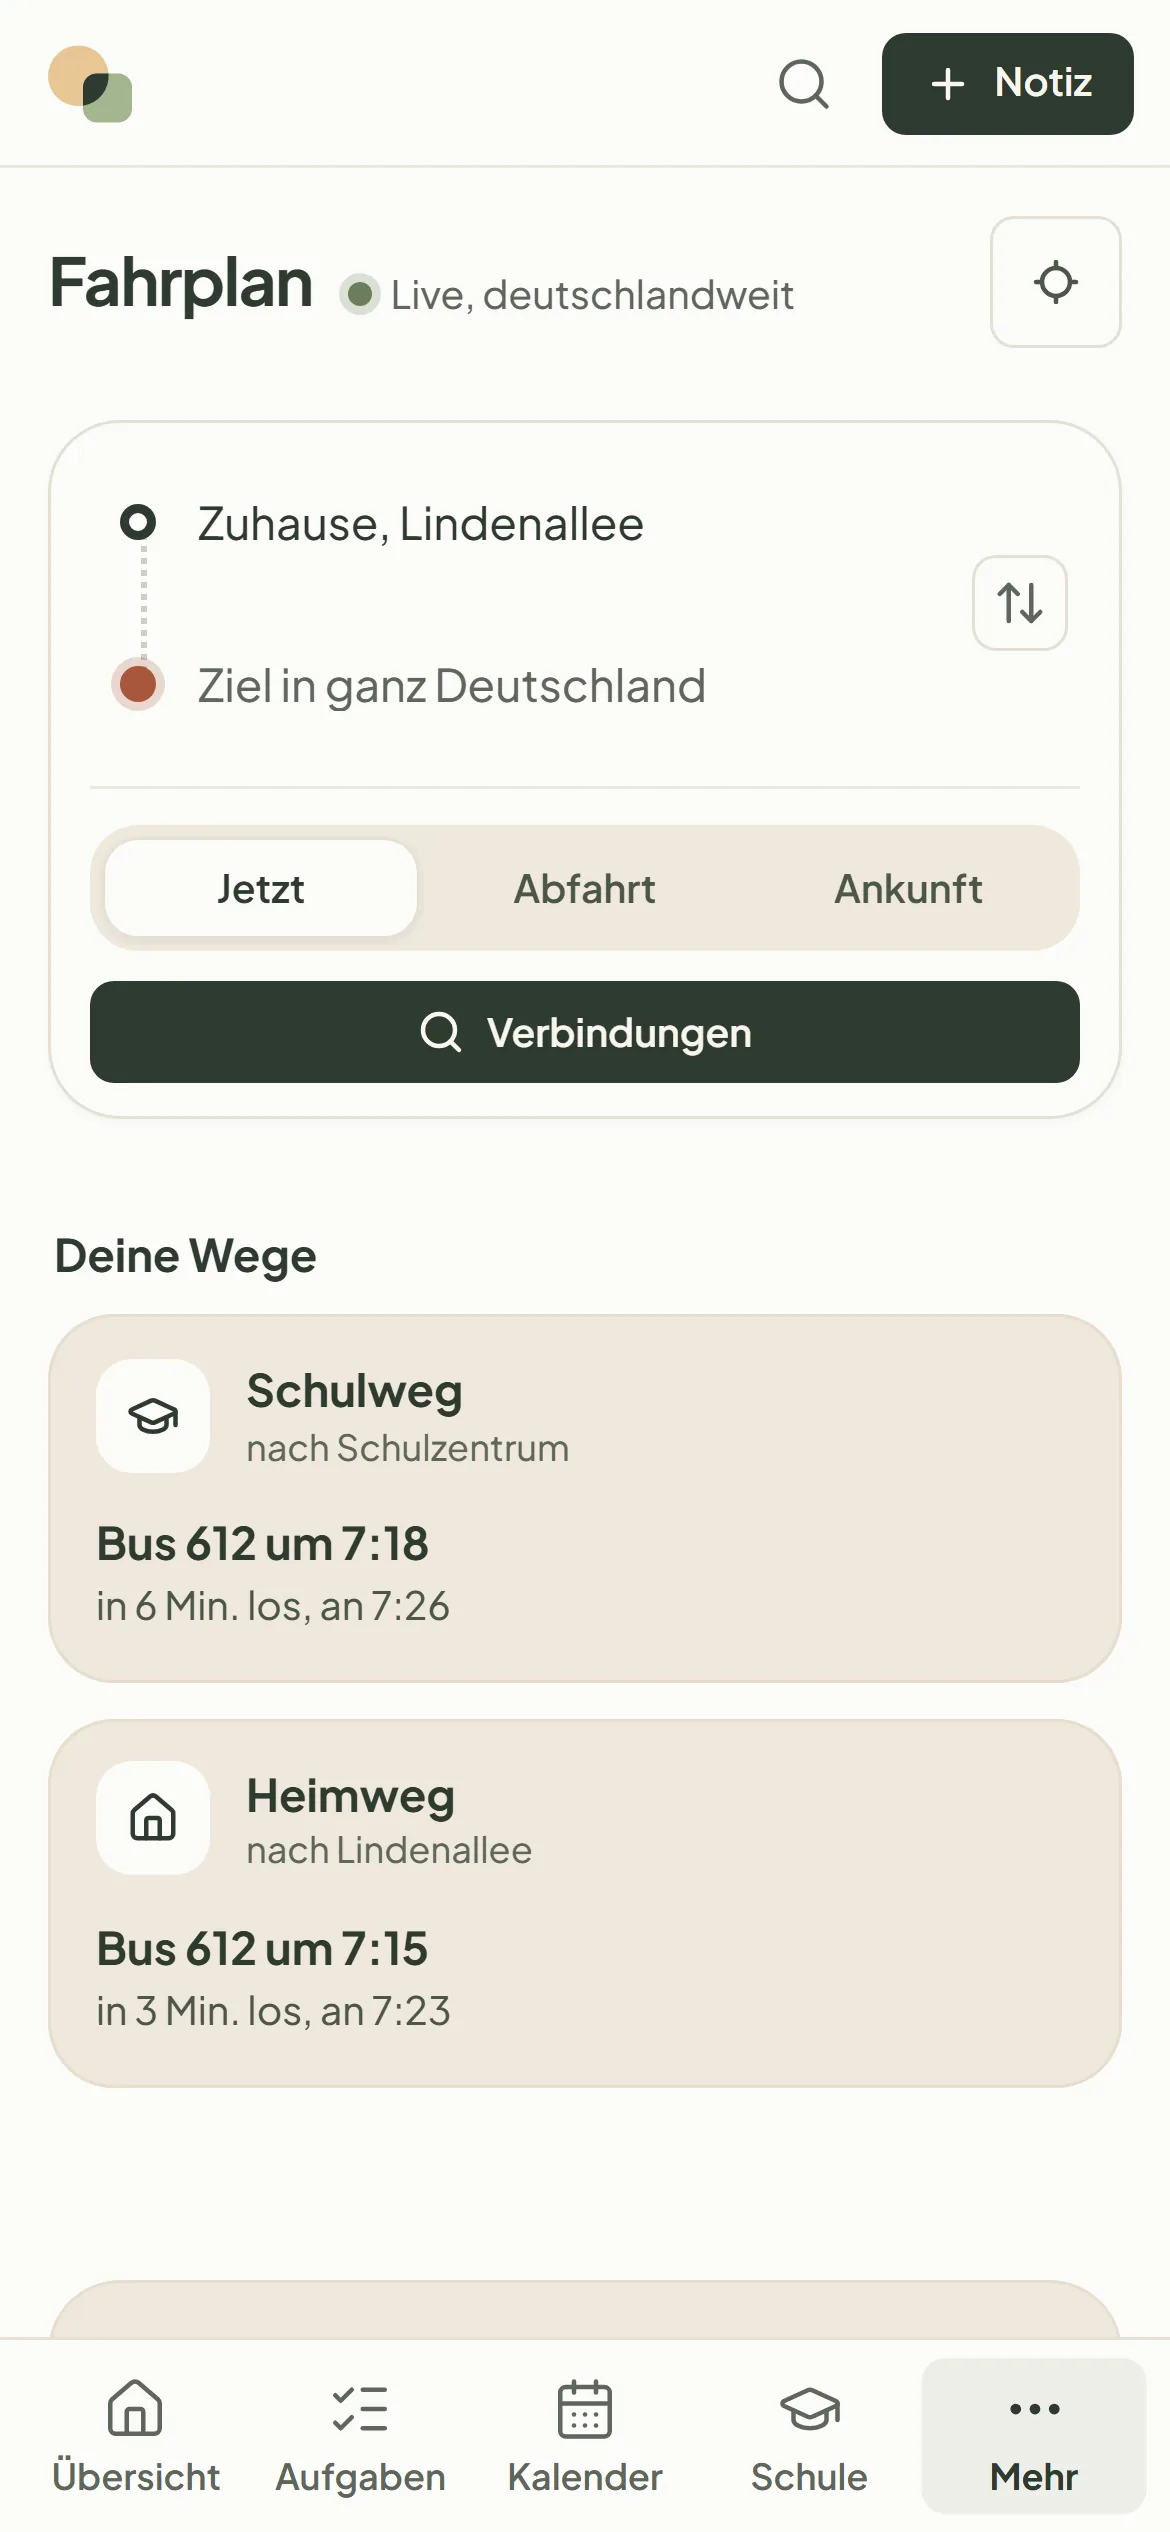 Notiz
Fahrplan
Live, deutschlandweit
Zuhause, Lindenallee
Ziel in ganz Deutschland
Jetzt
Abfahrt
Ankunft
Verbindungen
Deine Wege
Schulweg
nach Schulzentrum
Bus 612 um 7:18
in 6 Min. los, an 7:26
Heimweg
nach Lindenallee
Bus 612 um 7:15
in 3 Min. los, an 7:23
Übersicht
Aufgaben
Kalender
Schule
Mehr